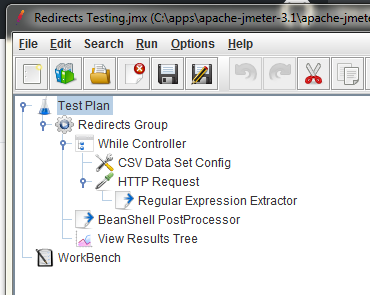 Redirects Testing.jmx (C:\apps\apache-jmeter-3.1\apache-jmete
File Edit Search Run Options Help
Test Plan
Redirects Group
While Controller
CSV Data Set Config
HTTP Request
Regular Expression Extractor
BeanShell PostProcessor
View Results Tree
WorkBench